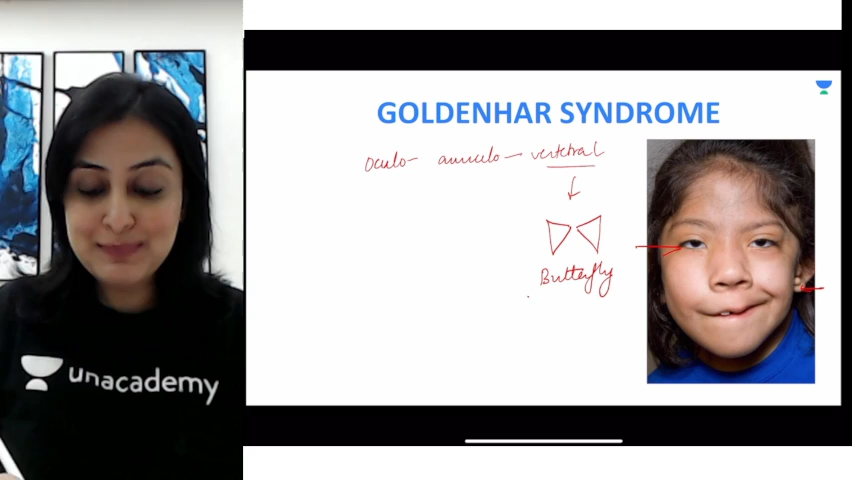 GOLDENHAR SYNDROME
Oculo- auriculo- vertebral
Butterfly
unacademy